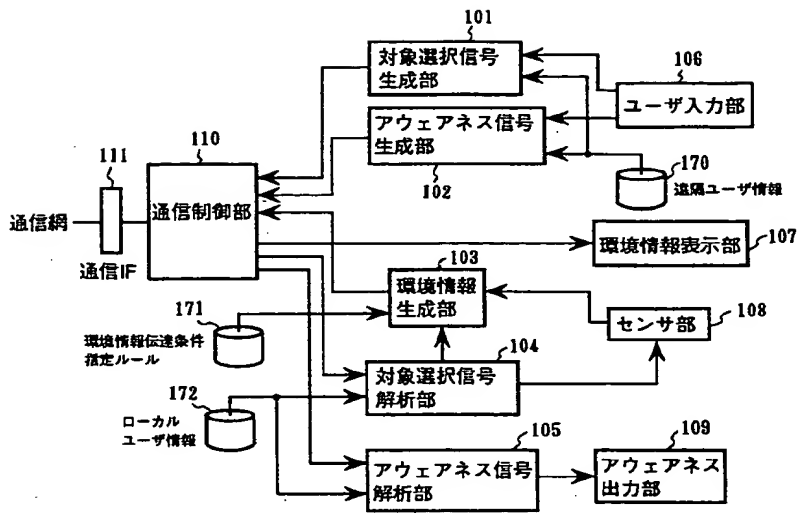 101
対象選択信号
生成部
106
ユーザ入力部
アウェアネス信号
生成部
102
110
111
170
遠隔ユーザ情報
通信網
通信制御部
通信IF
環境情報表示部
107
103
環境情報
生成部
171
環境情報伝達条件
指定ルール
センサ部
108
104
対象選択信号
解析部
172
ローカル
ユーザ情報
105
アウェアネス信号
解析部
109
アウェアネス
出力部